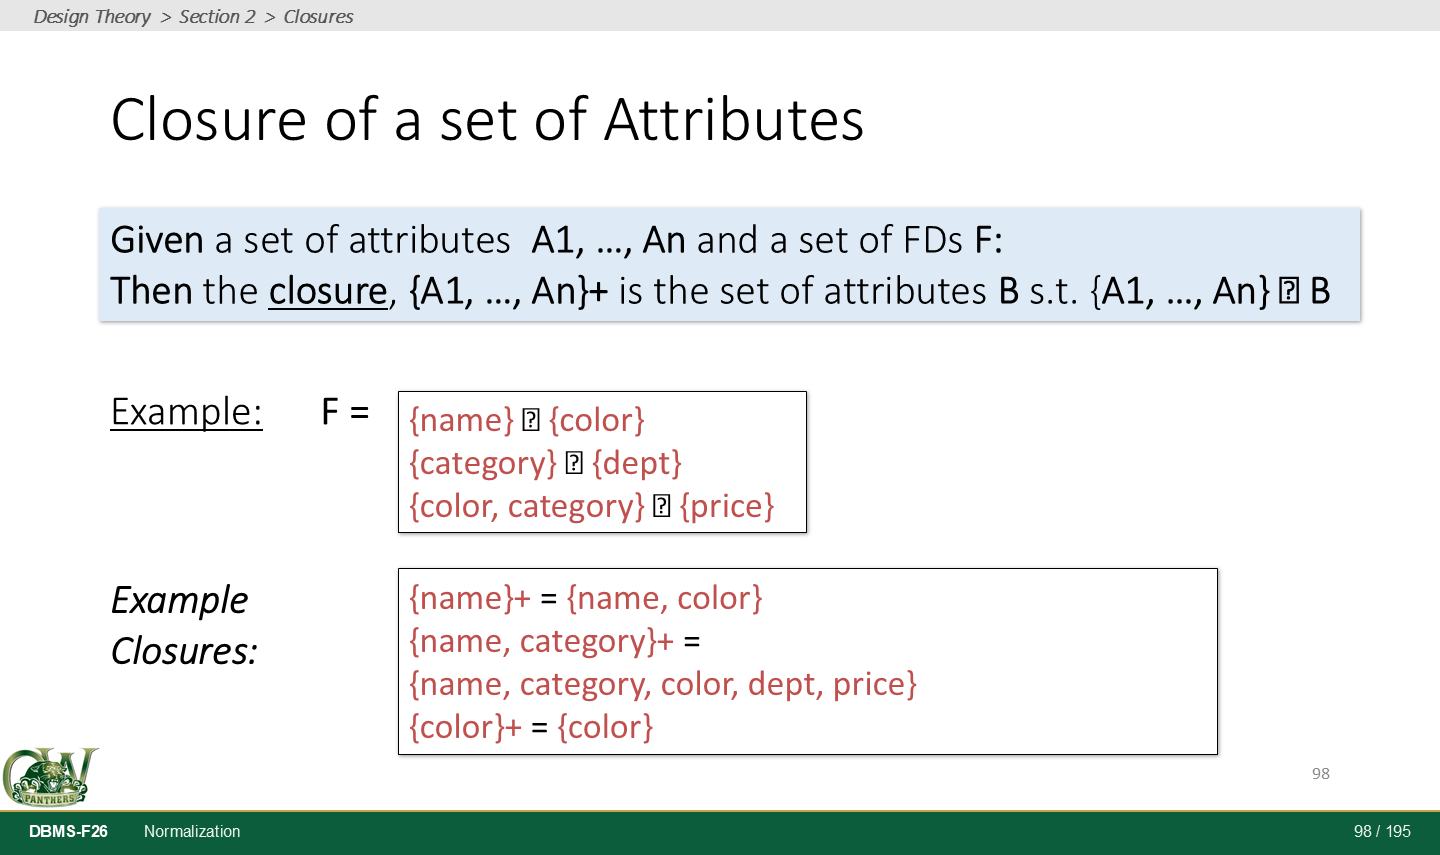 Design Theory > Section 2 > Closures
Closure of a set of Attributes
Given a set of attributes A1, …, An and a set of FDs F:
Then the closure, {A1, …, An}+ is the set of attributes B s.t. {A1, …, An} 🠪 B
Example: F =
{name} 🠪 {color}
{category} 🠪 {dept}
{color, category} 🠪 {price}
Example
Closures:
{name}+ = {name, color}
{name, category}+ =
{name, category, color, dept, price}
{color}+ = {color}
PANTHERS
98
DBMS-F26 Normalization 98 / 195